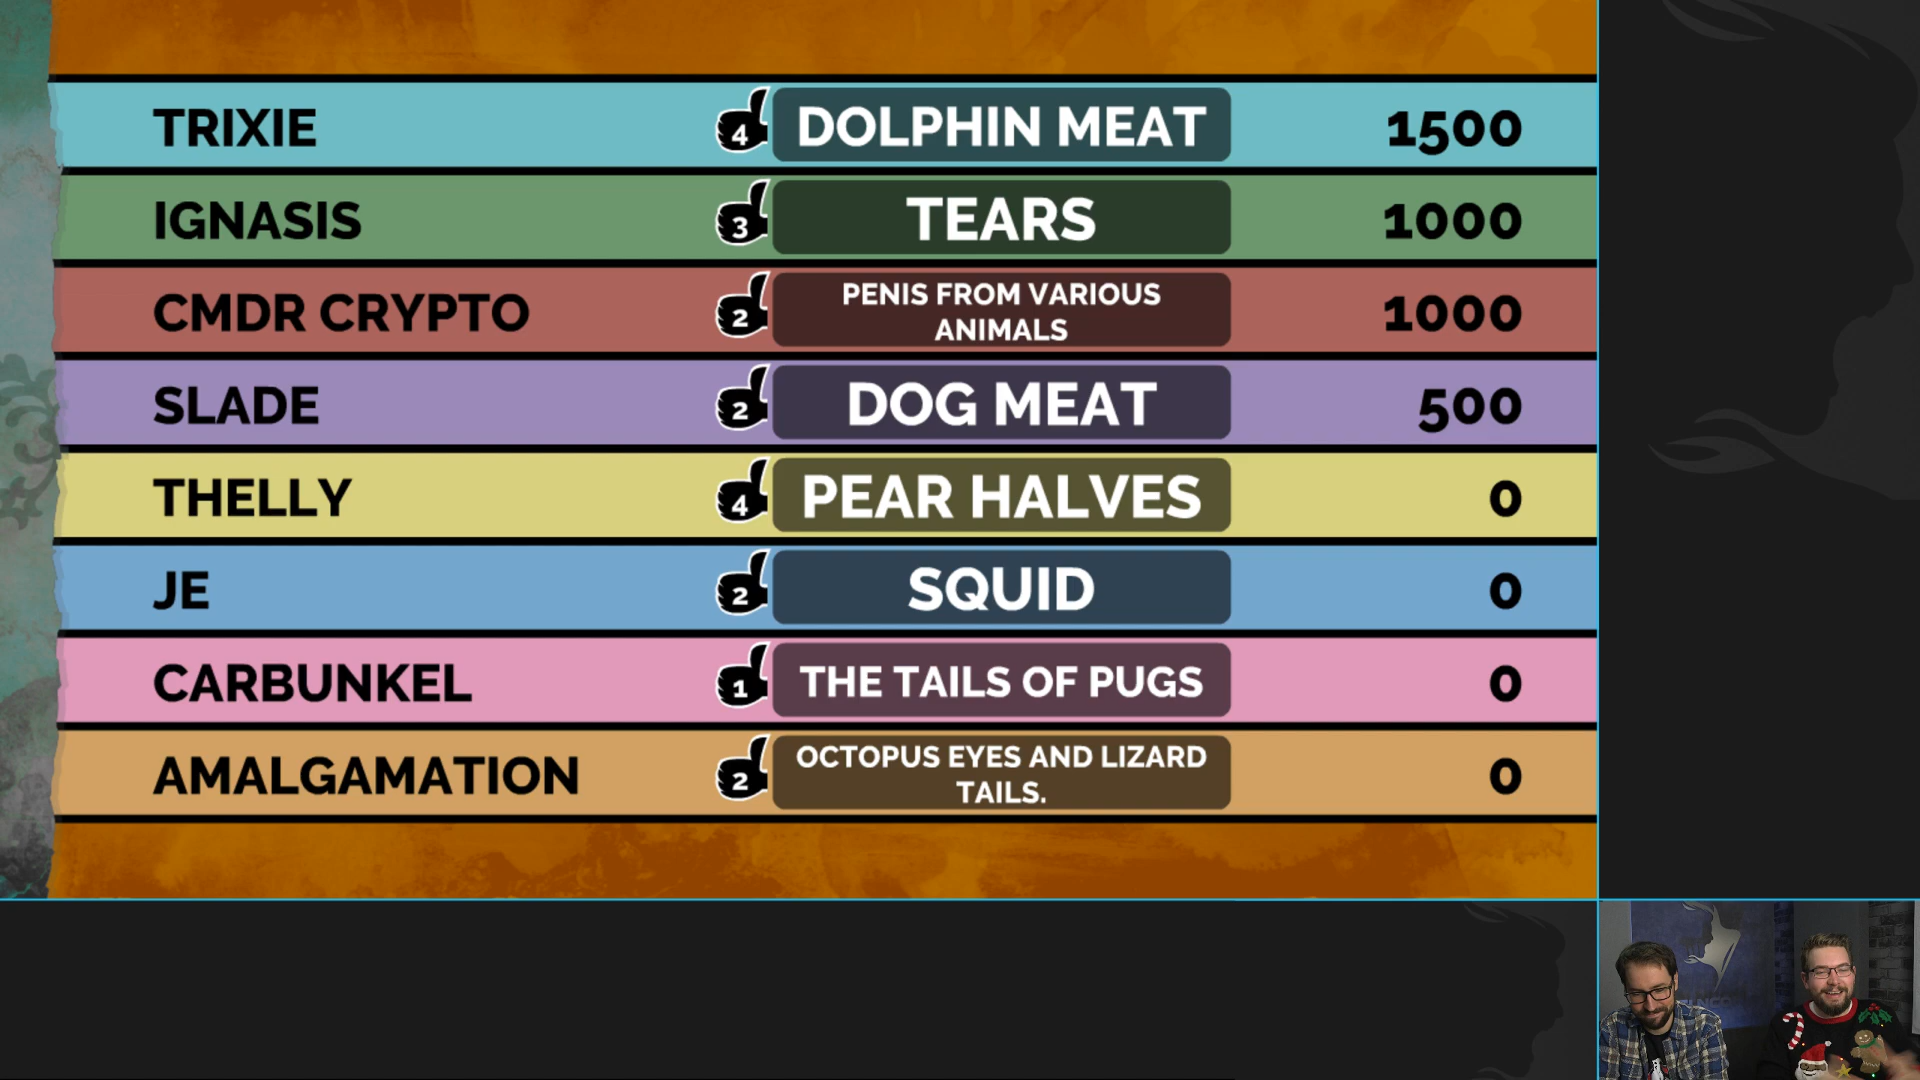 TRIXIE 4 DOLPHIN MEAT 1500
IGNASIS 3 TEARS 1000
CMDR CRYPTO 2 PENIS FROM VARIOUS ANIMALS 1000
SLADE 2 DOG MEAT 500
THELLY 4 PEAR HALVES 0
JE 2 SQUID 0
CARBUNKEL 1 THE TAILS OF PUGS 0
AMALGAMATION 2 OCTOPUS EYES AND LIZARD TAILS. 0